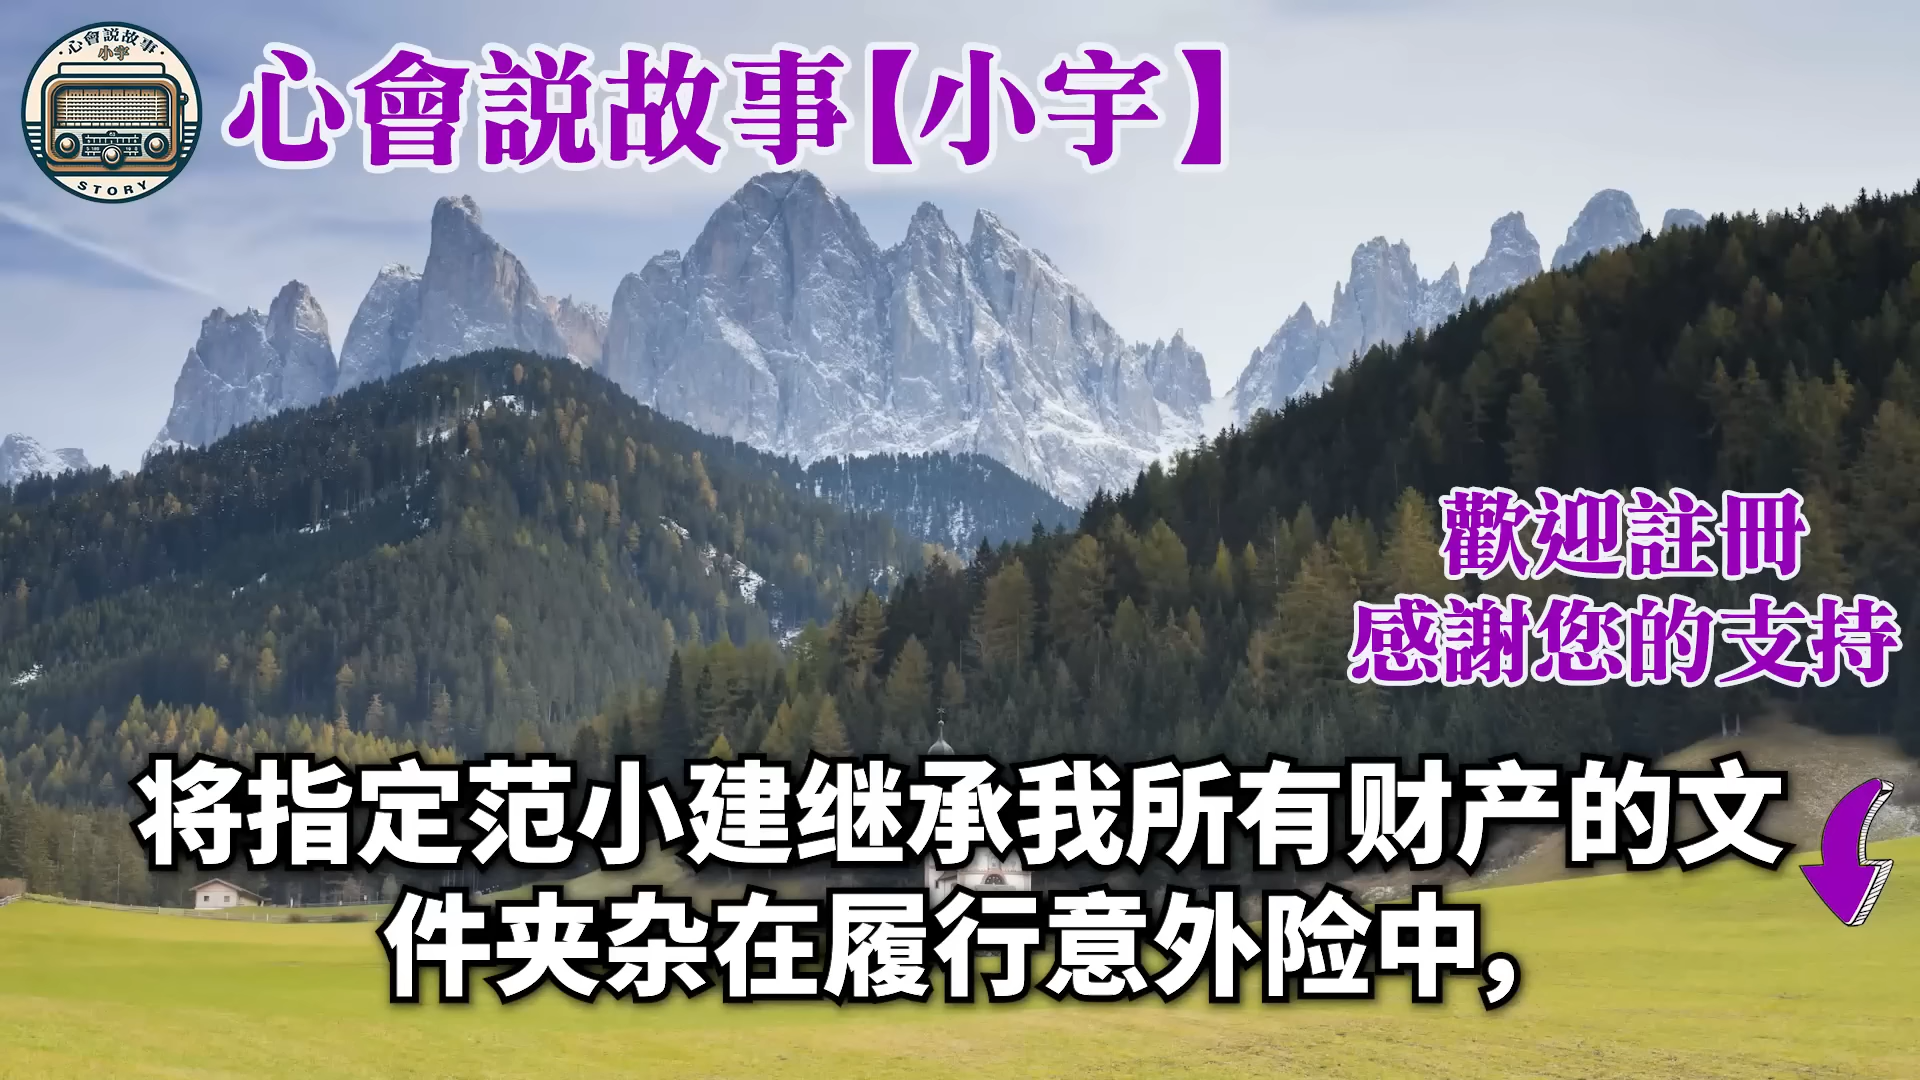 心會説故事
小宇
STORY
心會説故事【小宇】
歡迎註冊
感謝您的支持
将指定范小建继承我所有财产的文
件夹杂在履行意外险中,